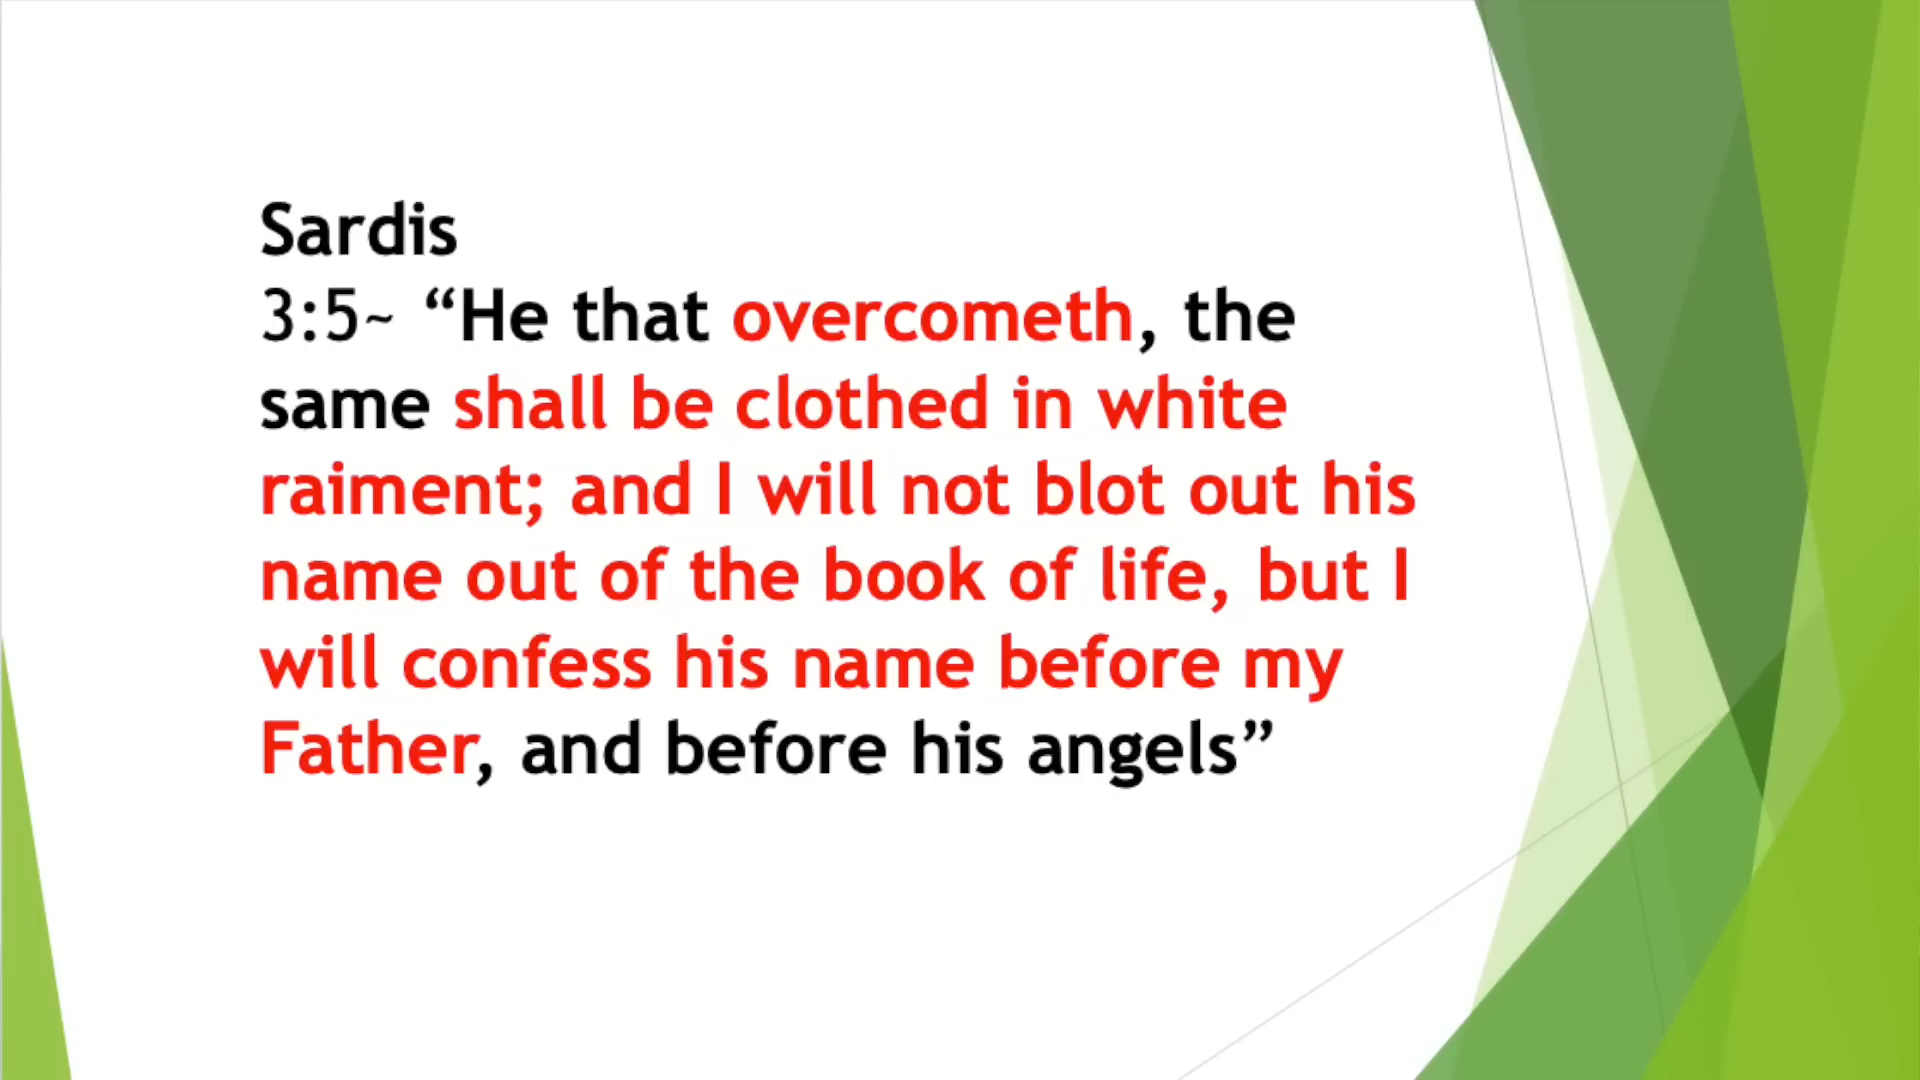 Sardis
3:5~ “He that overcometh, the
same shall be clothed in white
raiment; and I will not blot out his
name out of the book of life, but I
will confess his name before my
Father, and before his angels”